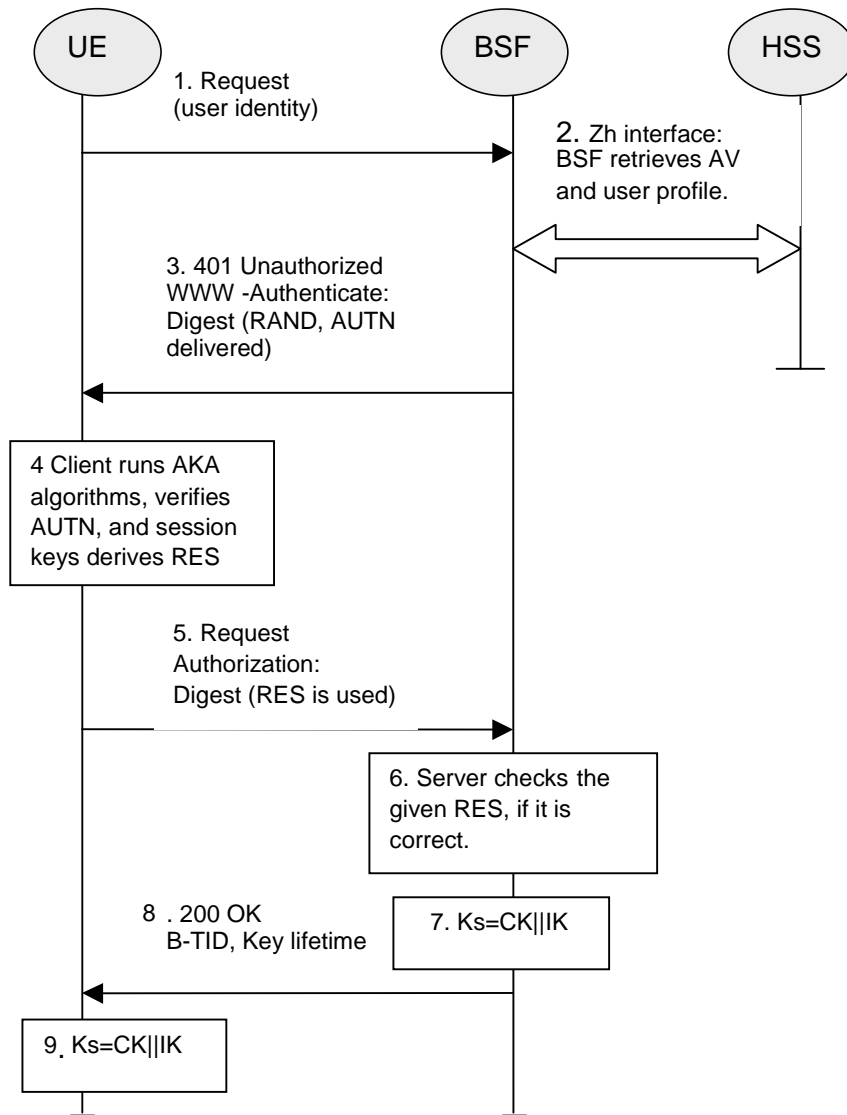 UE
BSF
HSS
1. Request
(user identity)
2. Zh interface:
BSF retrieves AV
and user profile.
3. 401 Unauthorized
WWW -Authenticate:
Digest (RAND, AUTN
delivered)
4 Client runs AKA
algorithms, verifies
AUTN, and session
keys derives RES
5. Request
Authorization:
Digest (RES is used)
6. Server checks the
given RES, if it is
correct.
7. Ks=CK||IK
8 . 200 OK
B-TID, Key lifetime
9. Ks=CK||IK